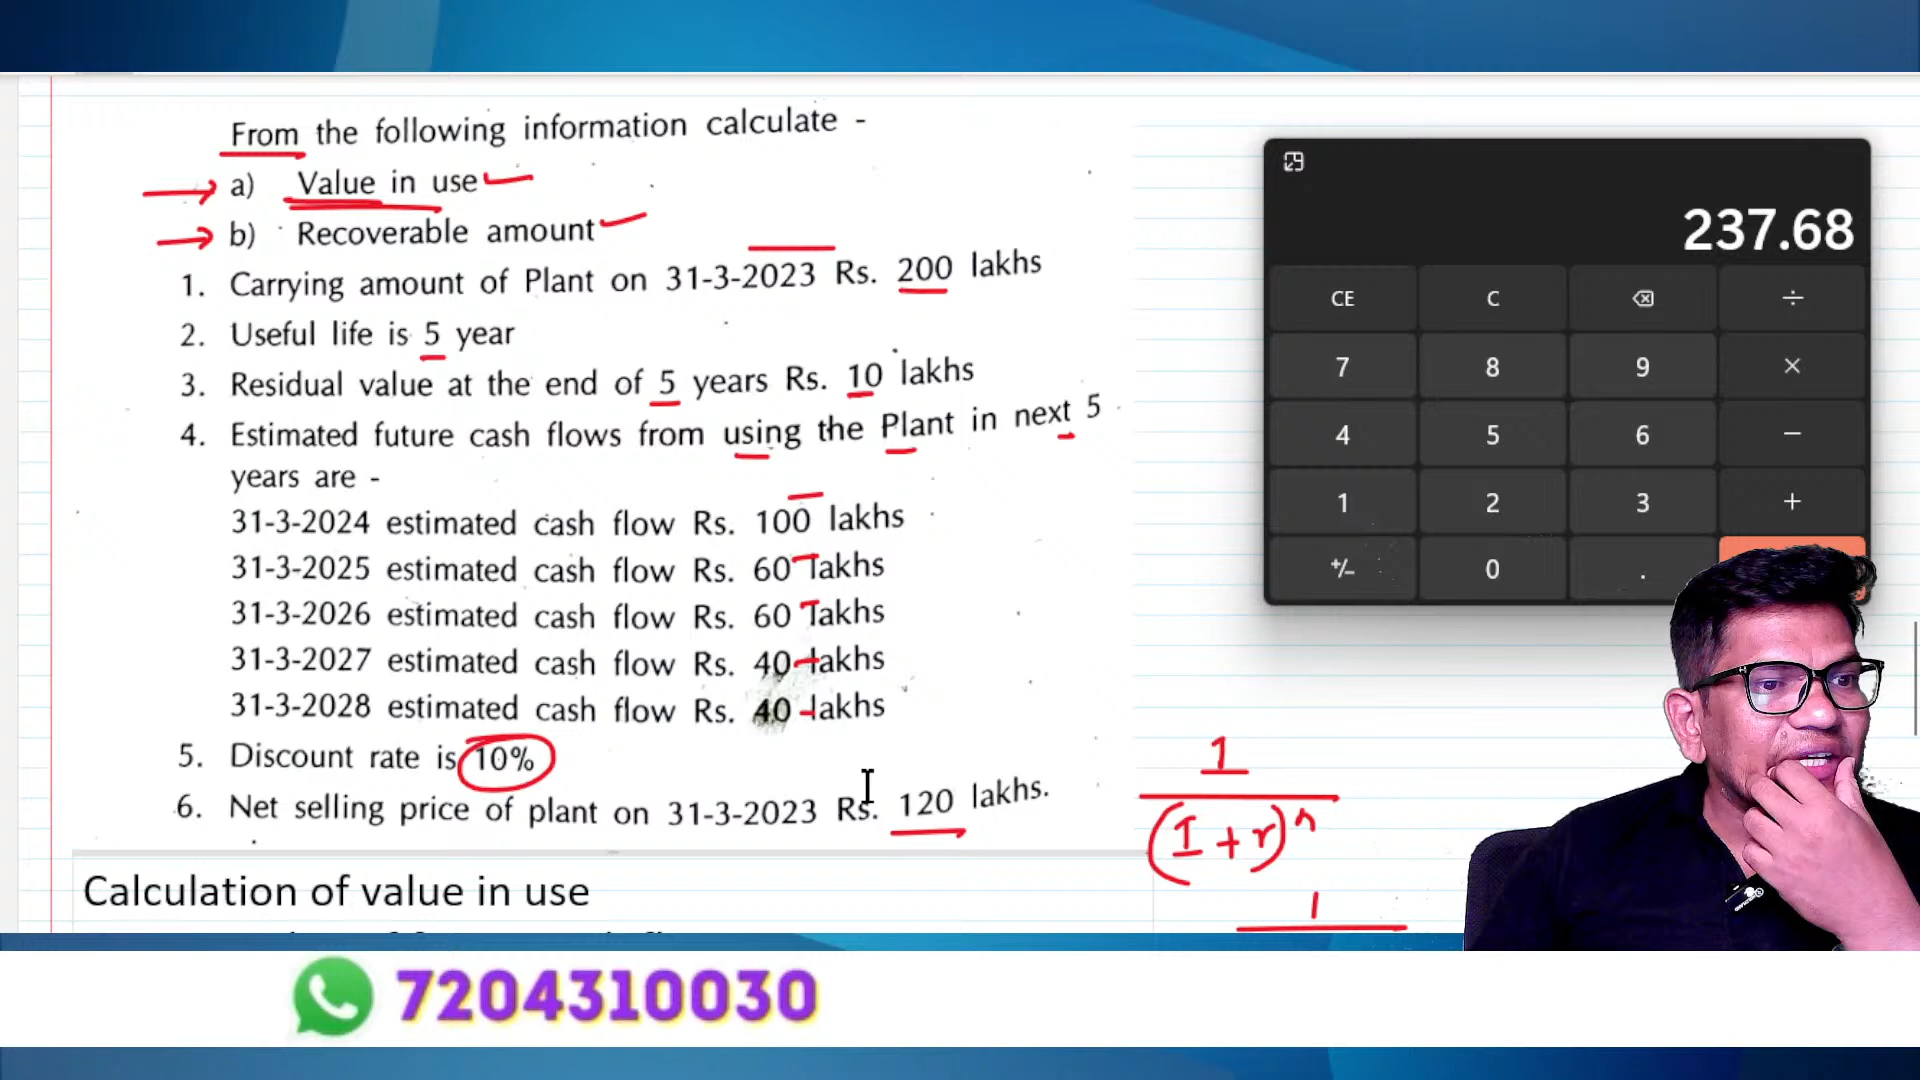 From the following information calculate -
a) Value in use
b) Recoverable amount
1. Carrying amount of Plant on 31-3-2023 Rs. 200 lakhs
2. Useful life is 5 year
3. Residual value at the end of 5 years Rs. 10 lakhs
4. Estimated future cash flows from using the Plant in next 5
years are -
31-3-2024 estimated cash flow Rs. 100 lakhs
31-3-2025 estimated cash flow Rs. 60 lakhs
31-3-2026 estimated cash flow Rs. 60 lakhs
31-3-2027 estimated cash flow Rs. 40 lakhs
31-3-2028 estimated cash flow Rs. 40 lakhs
5. Discount rate is 10%
6. Net selling price of plant on 31-3-2023 Rs. 120 lakhs.
Calculation of value in use
237.68
CE C ÷
7 8 9 ×
4 5 6 −
1 2 3 +
+/− 0 .
1
(1 + r)ⁿ
1
7204310030